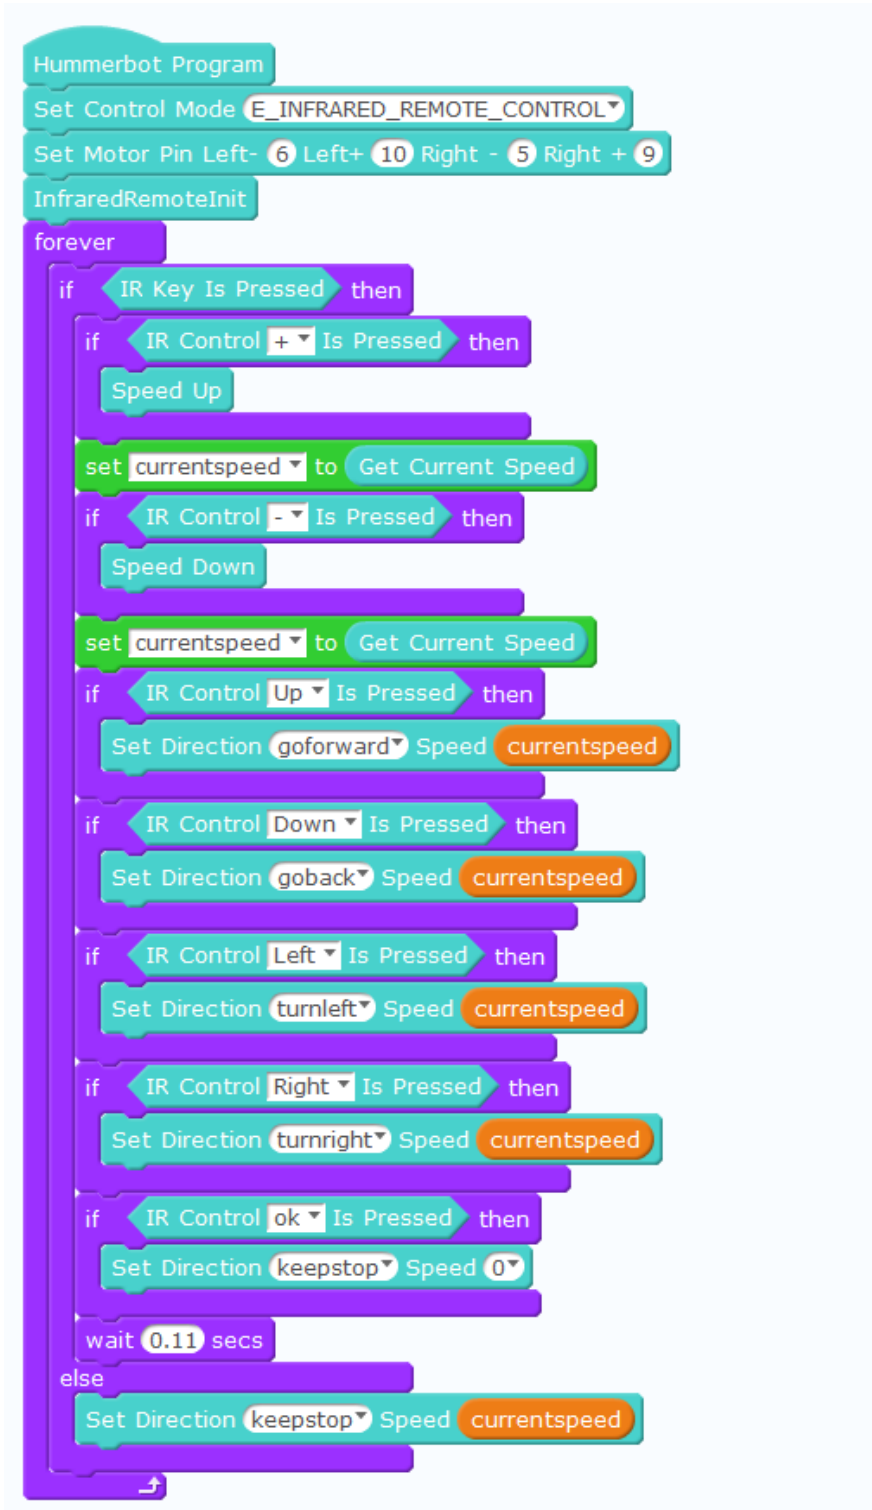 Hummerbot Program
Set Control Mode E_INFRARED_REMOTE_CONTROL
Set Motor Pin Left- 6 Left+ 10 Right - 5 Right + 9
InfraredRemoteInit
forever
if IR Key Is Pressed then
if IR Control + Is Pressed then
Speed Up
set currentspeed to Get Current Speed
if IR Control - Is Pressed then
Speed Down
set currentspeed to Get Current Speed
if IR Control Up Is Pressed then
Set Direction goforward Speed currentspeed
if IR Control Down Is Pressed then
Set Direction goback Speed currentspeed
if IR Control Left Is Pressed then
Set Direction turnleft Speed currentspeed
if IR Control Right Is Pressed then
Set Direction turnright Speed currentspeed
if IR Control ok Is Pressed then
Set Direction keepstop Speed 0
wait 0.11 secs
else
Set Direction keepstop Speed currentspeed